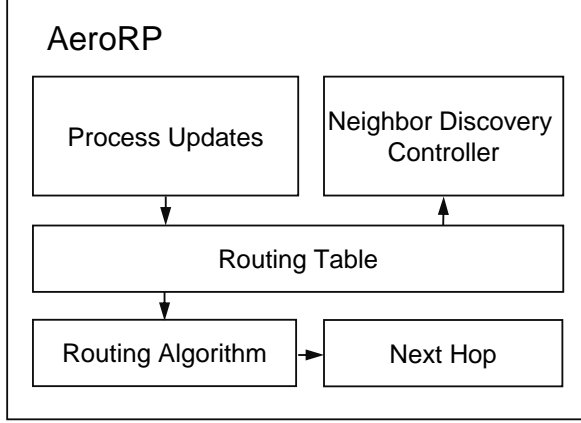 AeroRP
Process Updates
Neighbor Discovery
Controller
Routing Table
Routing Algorithm
Next Hop